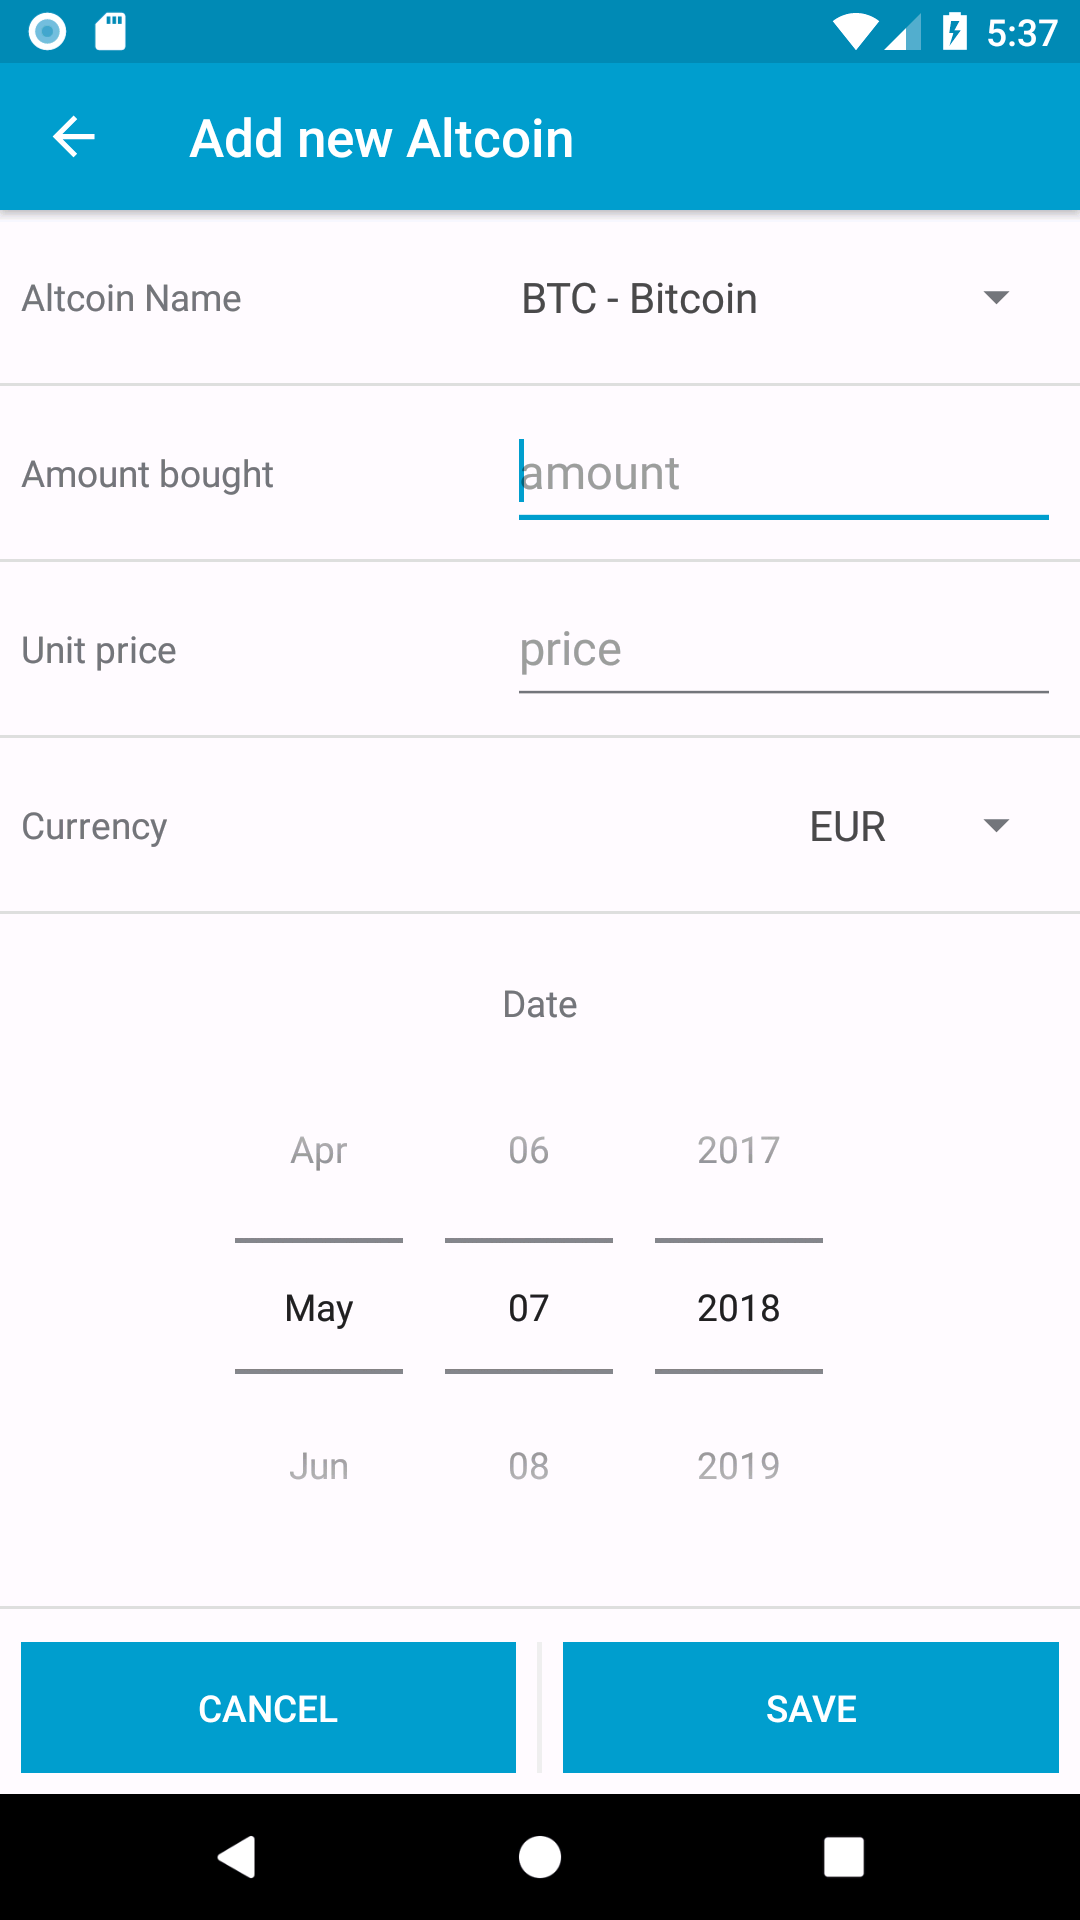 5:37
Add new Altcoin
Altcoin Name BTC - Bitcoin
Amount bought amount
Unit price price
Currency EUR
Date
Apr 06 2017
May 07 2018
Jun 08 2019
CANCEL SAVE